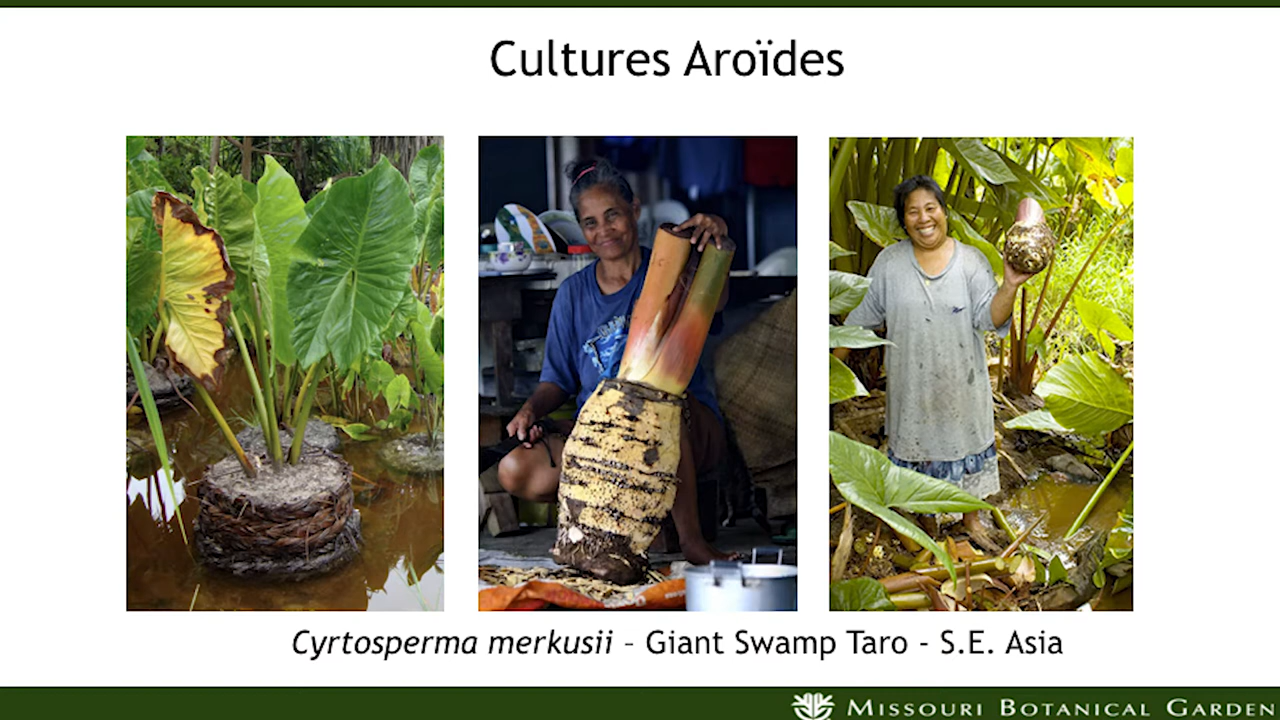 Cultures Aroïdes
Cyrtosperma merkusii – Giant Swamp Taro - S.E. Asia
MISSOURI BOTANICAL GARDEN